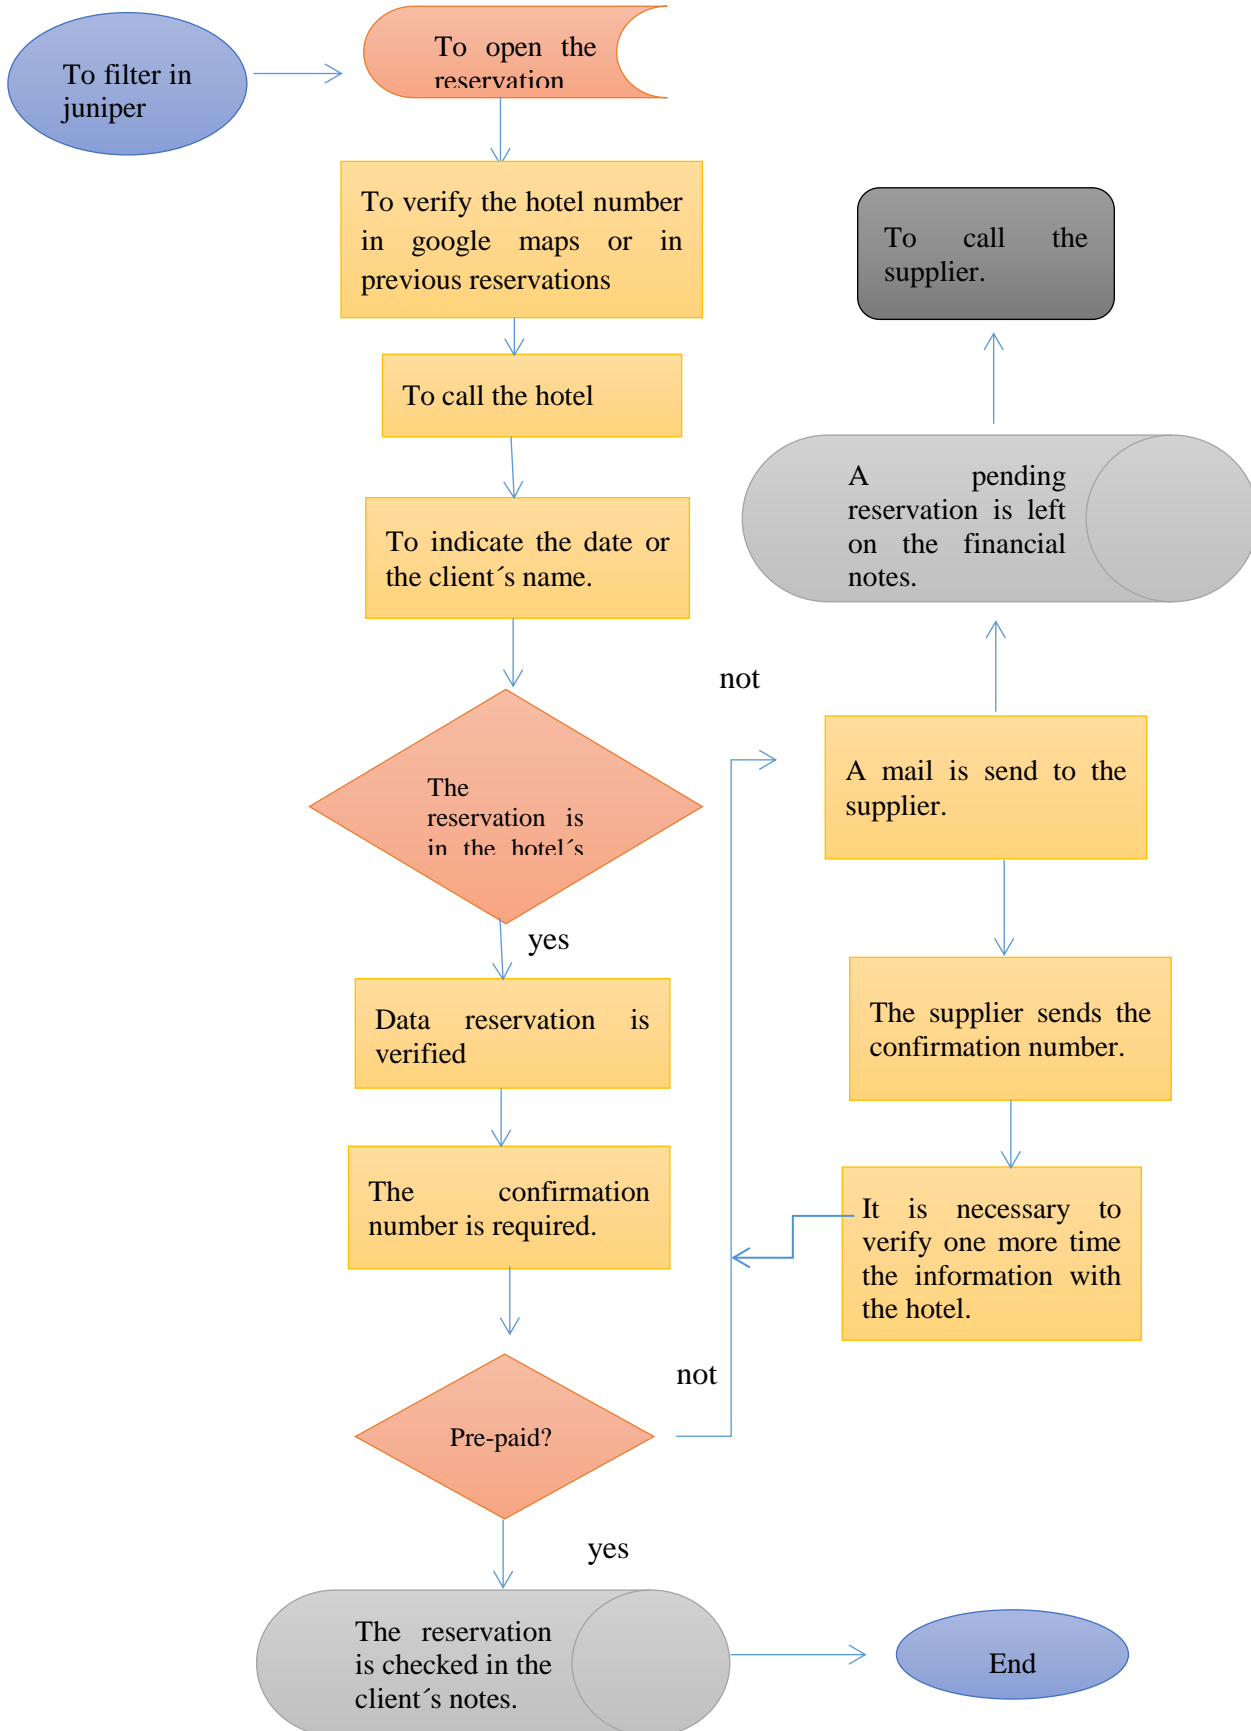 To filter in
juniper
To open the
reservation
To verify the hotel number
in google maps or in
previous reservations
To call the
supplier.
To call the hotel
A pending
reservation is left
on the financial
notes.
To indicate the date or
the client´s name.
not
A mail is send to the
supplier.
The
reservation is
in the hotel´s
yes
Data reservation is
verified
The supplier sends the
confirmation number.
The confirmation
number is required.
It is necessary to
verify one more time
the information with
the hotel.
not
Pre-paid?
yes
The reservation
is checked in the
client´s notes.
End